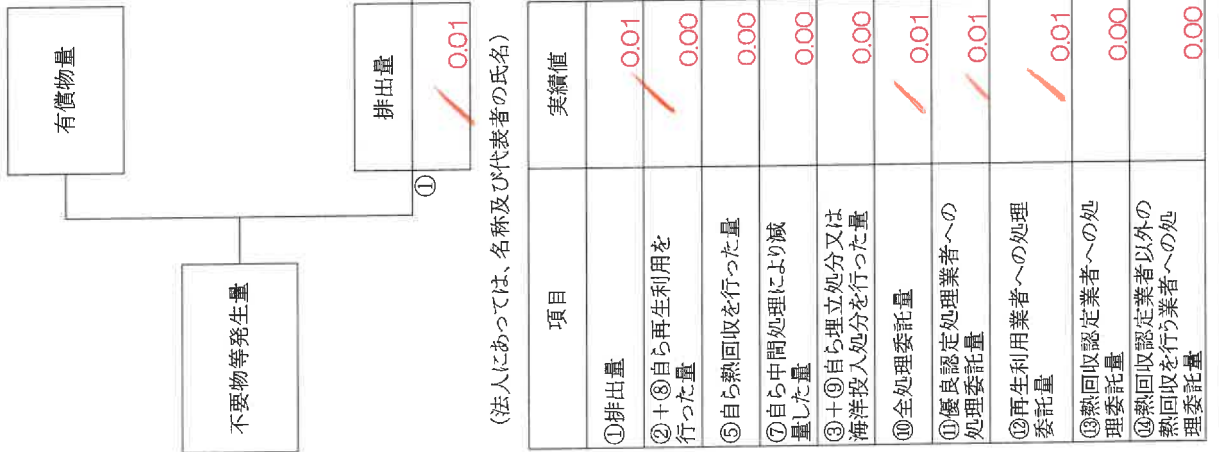 有償物量
不要物等発生量
排出量
①
0.01
(法人にあっては、名称及び代表者の氏名)
項目
実績値
①排出量
0.01
②+⑧自ら再生利用を
行った量
0.00
⑤自ら熱回収を行った量
0.00
⑦自ら中間処理により減
量した量
0.00
③+⑨自ら埋立処分又は
海洋投入処分を行った量
0.00
⑩全処理委託量
0.01
⑪優良認定処理業者への
処理委託量
0.01
⑫再生利用業者への処理
委託量
0.01
⑬熱回収認定業者への処
理委託量
0.00
⑭熱回収認定業者以外の
熱回収を行う業者への処
理委託量
0.00